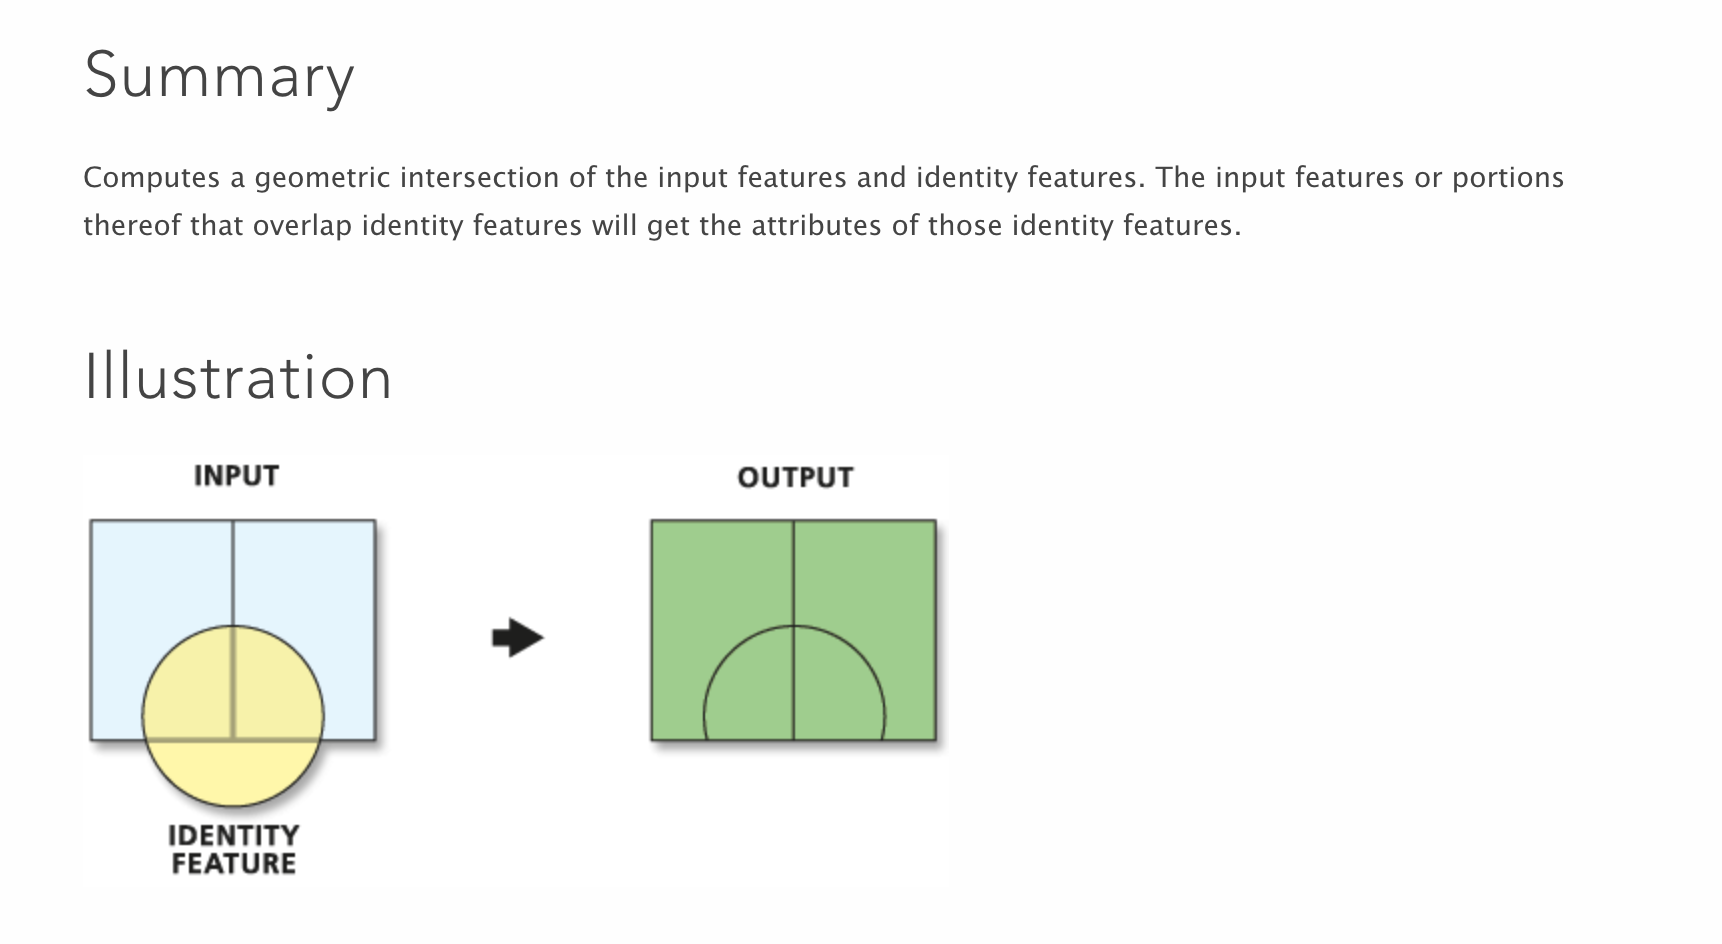 Summary
Computes a geometric intersection of the input features and identity features. The input features or portions
thereof that overlap identity features will get the attributes of those identity features.
Illustration
INPUT
OUTPUT
IDENTITY
FEATURE